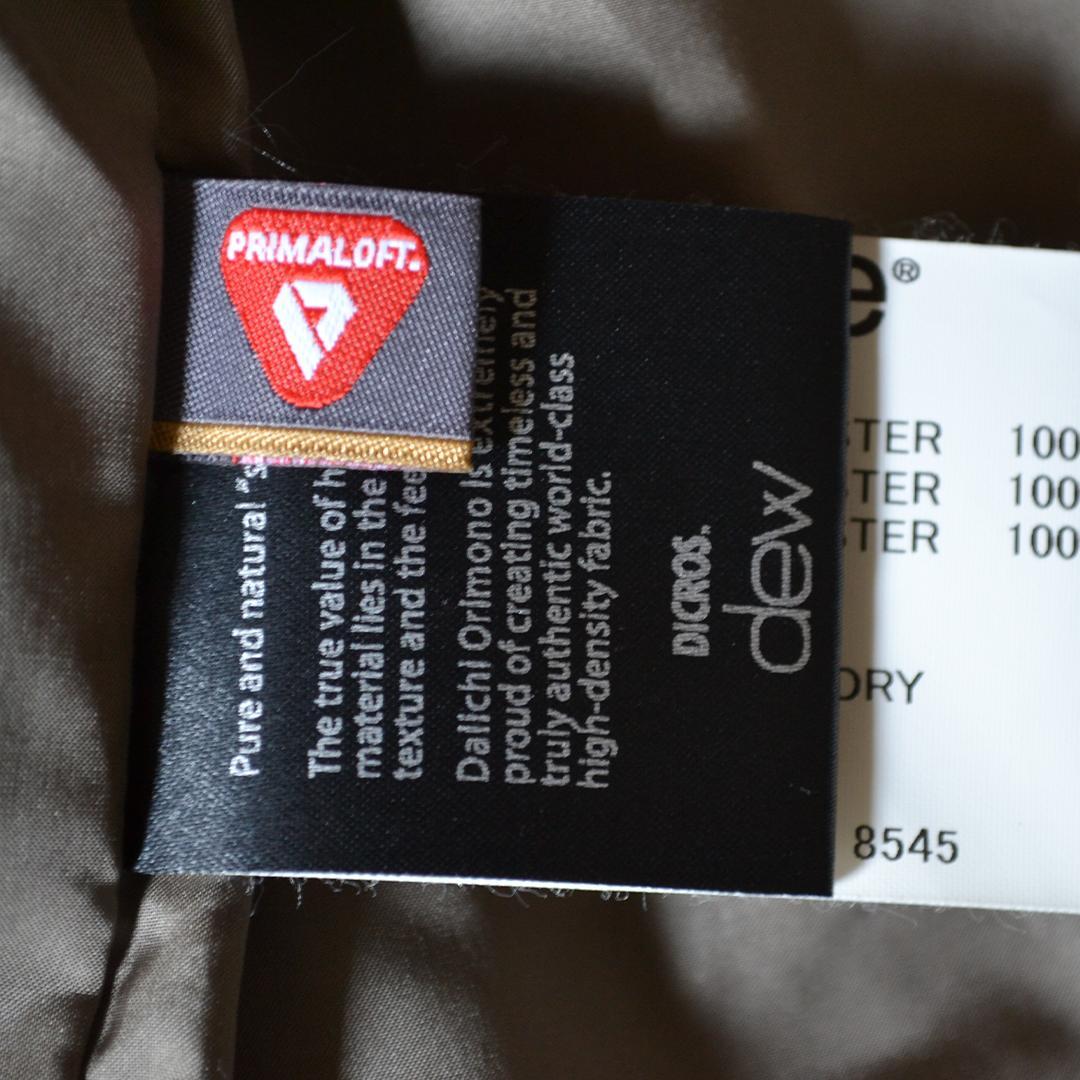 PRIMALOFT.
Pure and natural
The true value of
material lies in the
texture and the
Daiichi Orimono is extremely
proud of creating timeless and
truly authentic world-class
high-density fabric.
DICROS.
dew
e®
STER 100
STER 100
STER 100
DRY
8545